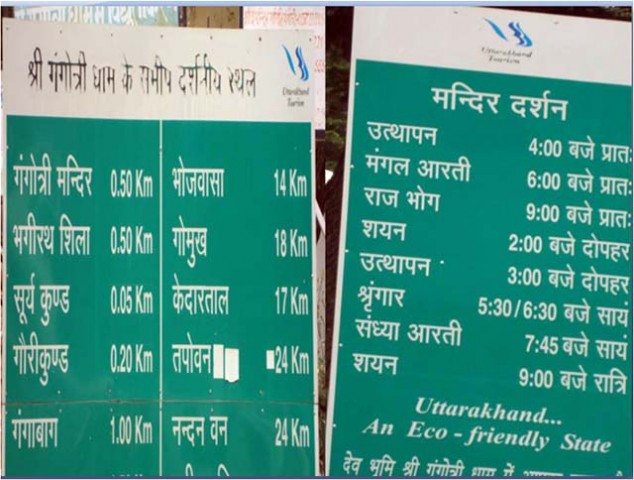 श्री गंगोत्री धाम के समीप दर्शनीय स्थल
Uttarakhand
Tourism
गंगोत्री मन्दिर 0.50 Km
भगीरथ शिला 0.50 Km
सूर्य कुण्ड 0.05 Km
गौरीकुण्ड 0.20 Km
गंगाबाग 1.00 Km
भोजवासा 14 Km
गोमुख 18 Km
केदारताल 17 Km
तपोवन 24 Km
नन्दन वन 24 Km
Uttarakhand
Tourism
मन्दिर दर्शन
उत्थापन 4:00 बजे प्रातः
मंगल आरती 6:00 बजे प्रातः
राज भोग 9:00 बजे प्रातः
शयन 2:00 बजे दोपहर
उत्थापन 3:00 बजे दोपहर
श्रृंगार 5:30/6:30 बजे सायं
संध्या आरती 7:45 बजे सायं
शयन 9:00 बजे रात्रि
Uttarakhand...
An Eco - friendly State
देव भूमि श्री गंगोत्री धाम में